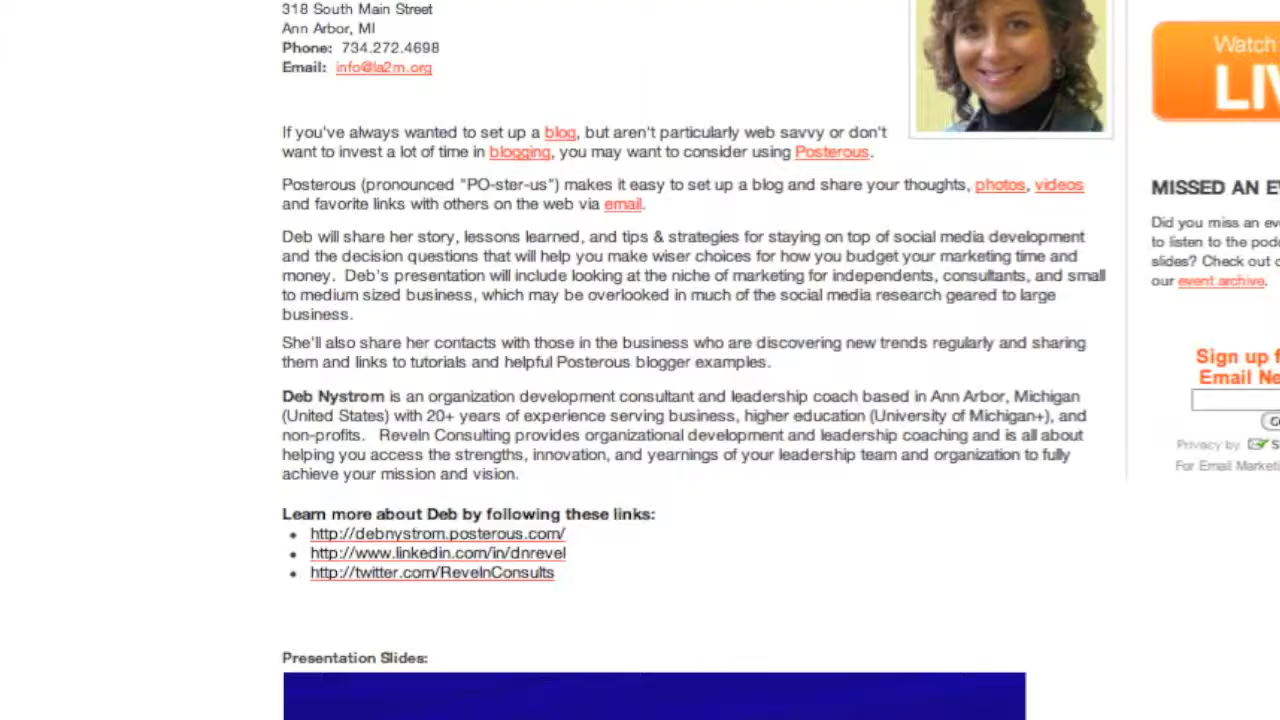 318 South Main Street
Ann Arbor, MI
Phone: 734.272.4698
Email: info@la2m.org
If you've always wanted to set up a blog, but aren't particularly web savvy or don't
want to invest a lot of time in blogging, you may want to consider using Posterous.
Posterous (pronounced "PO-ster-us") makes it easy to set up a blog and share your thoughts, photos, videos
and favorite links with others on the web via email.
Deb will share her story, lessons learned, and tips & strategies for staying on top of social media development
and the decision questions that will help you make wiser choices for how you budget your marketing time and
money. Deb's presentation will include looking at the niche of marketing for independents, consultants, and small
to medium sized business, which may be overlooked in much of the social media research geared to large
business.
She'll also share her contacts with those in the business who are discovering new trends regularly and sharing
them and links to tutorials and helpful Posterous blogger examples.
Deb Nystrom is an organization development consultant and leadership coach based in Ann Arbor, Michigan
(United States) with 20+ years of experience serving business, higher education (University of Michigan+), and
non-profits. RevelN Consulting provides organizational development and leadership coaching and is all about
helping you access the strengths, innovation, and yearnings of your leadership team and organization to fully
achieve your mission and vision.
Learn more about Deb by following these links:
• http://debnystrom.posterous.com/
• http://www.linkedin.com/in/dnrevel
• http://twitter.com/RevelnConsults
Presentation Slides:
Watch
LIV
MISSED AN EV
Did you miss an eve
to listen to the podc
slides? Check out o
our event archive.
Sign up f
Email Ne
Privacy by
For Email Marketi